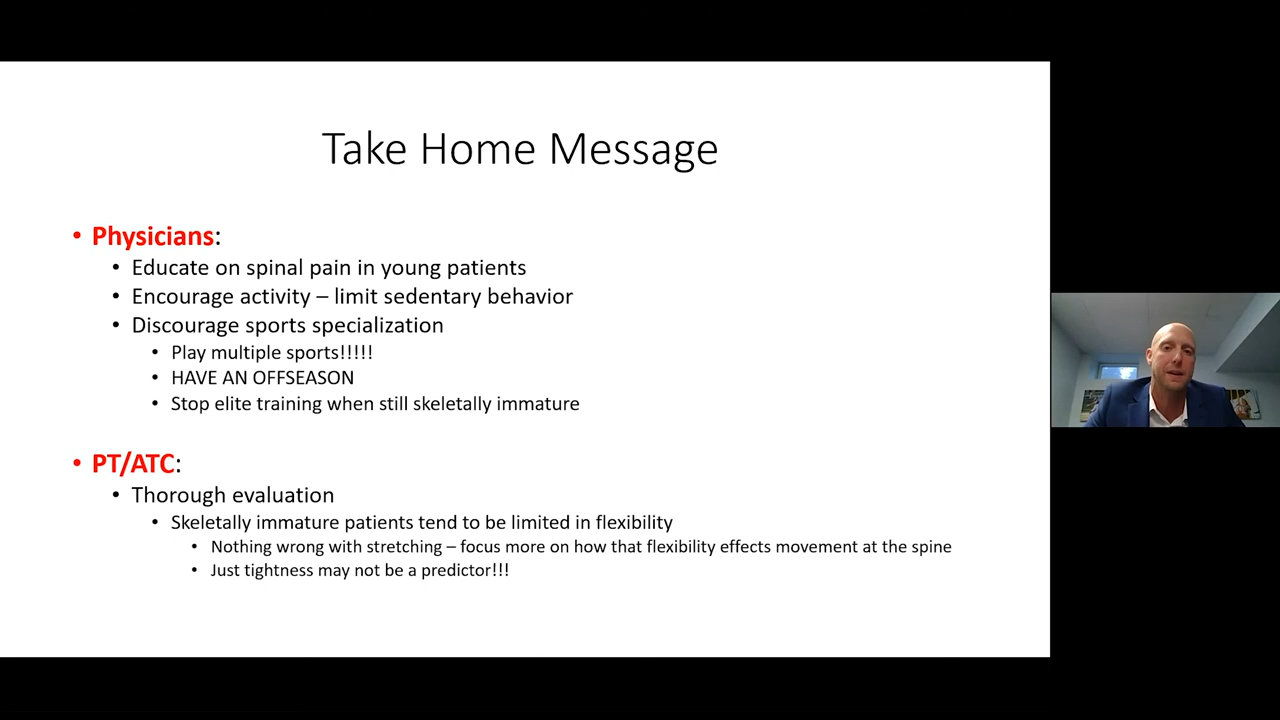 Take Home Message
• Physicians:
• Educate on spinal pain in young patients
• Encourage activity – limit sedentary behavior
• Discourage sports specialization
• Play multiple sports!!!!!
• HAVE AN OFFSEASON
• Stop elite training when still skeletally immature
• PT/ATC:
• Thorough evaluation
• Skeletally immature patients tend to be limited in flexibility
• Nothing wrong with stretching – focus more on how that flexibility effects movement at the spine
• Just tightness may not be a predictor!!!